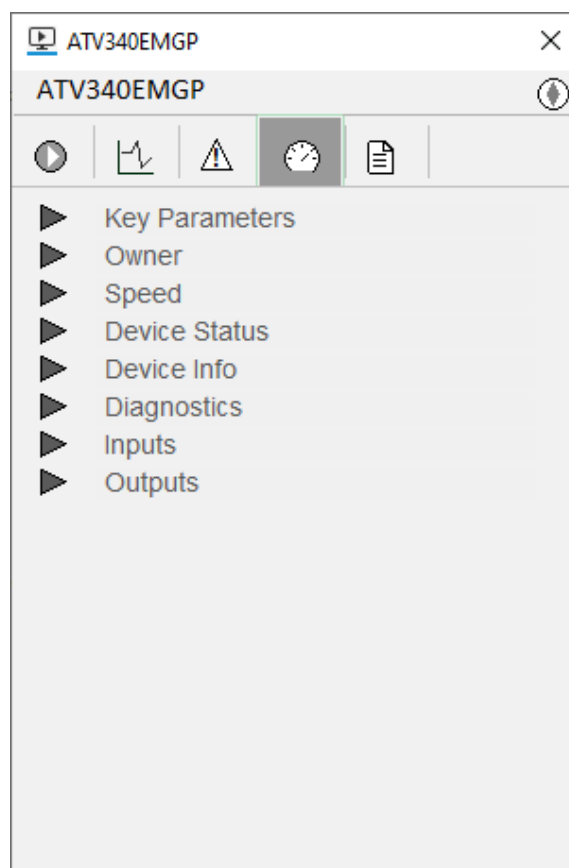 ATV340EMGP
ATV340EMGP
Key Parameters
Owner
Speed
Device Status
Device Info
Diagnostics
Inputs
Outputs